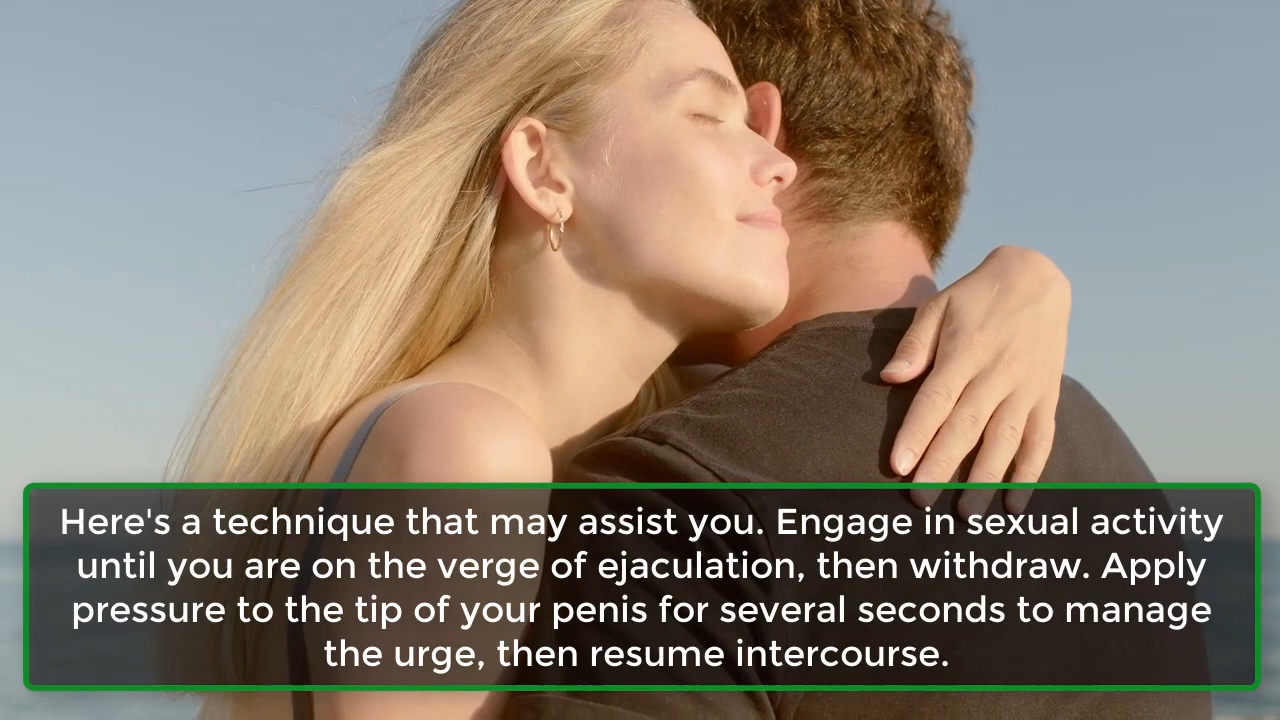 Here's a technique that may assist you. Engage in sexual activity
until you are on the verge of ejaculation, then withdraw. Apply
pressure to the tip of your penis for several seconds to manage
the urge, then resume intercourse.